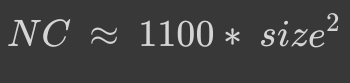 NC ≈ 1100 * size²